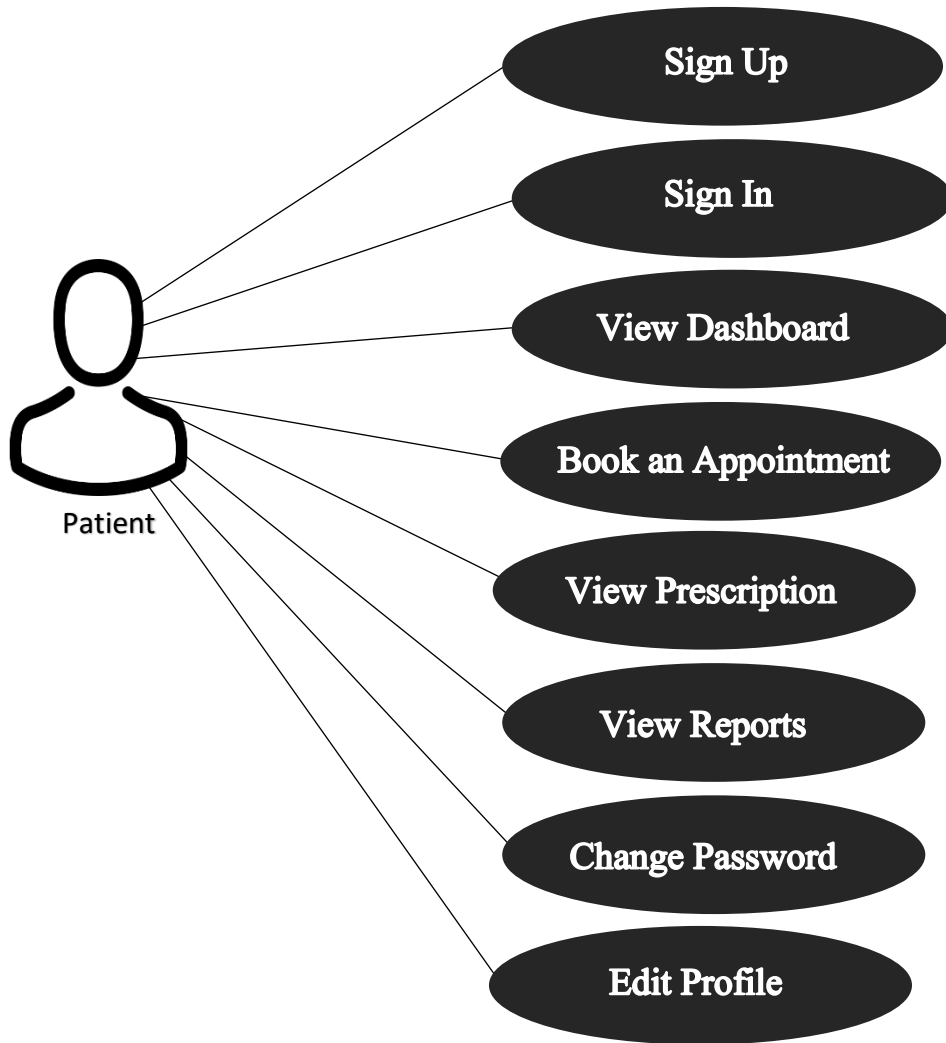 Sign Up
Sign In
View Dashboard
Book an Appointment
Patient
View Prescription
View Reports
Change Password
Edit Profile